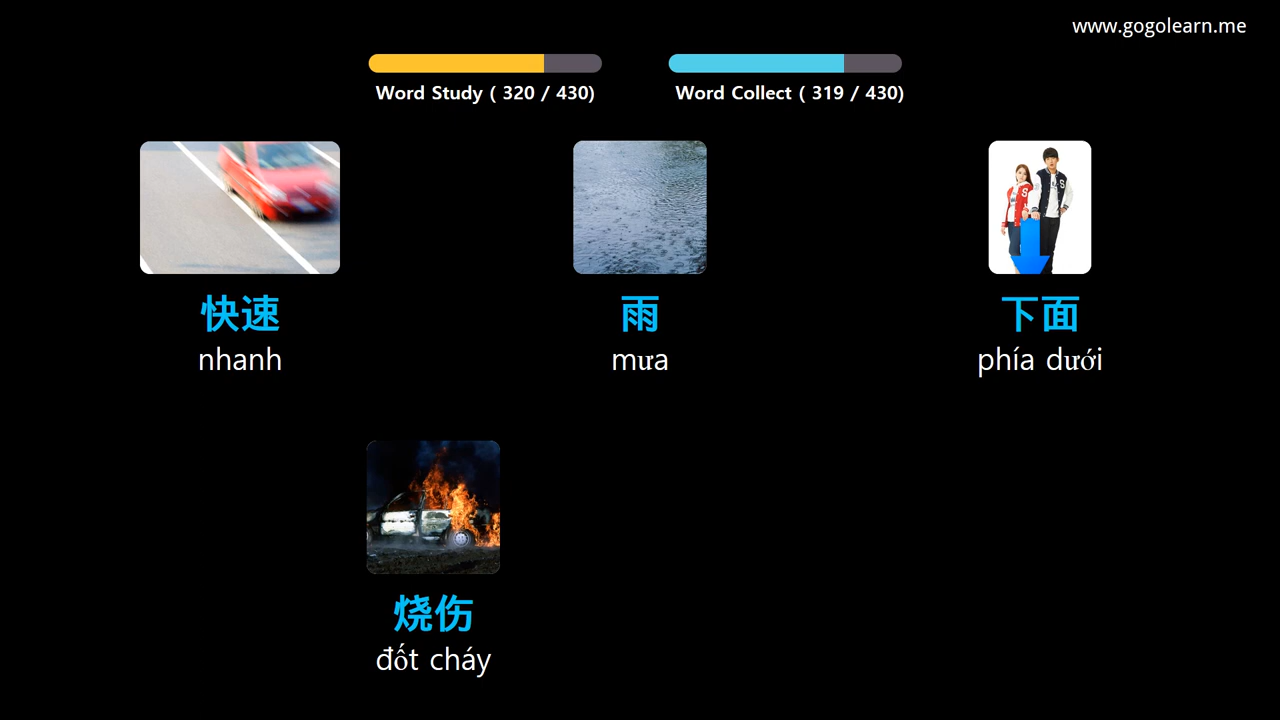 www.gogolearn.me
Word Study ( 320 / 430)
Word Collect ( 319 / 430)
快速
nhanh
雨
mưa
下面
phía dưới
烧伤
đốt cháy